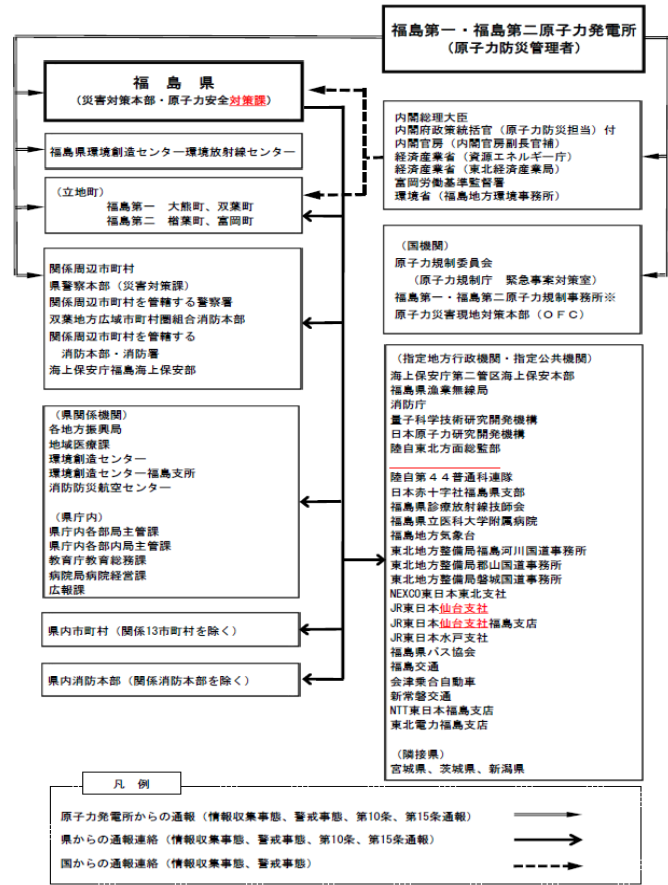 福島第一・福島第二原子力発電所
(原子力防災管理者)
福 島 県
(災害対策本部・原子力安全対策課)
福島県環境創造センター環境放射線センター
(立地町)
福島第一 大熊町、双葉町
福島第二 楢葉町、富岡町
関係周辺市町村
県警察本部(災害対策課)
関係周辺市町村を管轄する警察署
双葉地方広域市町村圏組合消防本部
関係周辺市町村を管轄する
消防本部・消防署
海上保安庁福島海上保安部
(県関係機関)
各地方振興局
地域医療課
環境創造センター
環境創造センター福島支所
消防防災航空センター
(県庁内)
県庁内各部局主管課
県庁内各部内局主管課
教育庁教育総務課
病院局病院経営課
広報課
県内市町村(関係13市町村を除く)
県内消防本部(関係消防本部を除く)
内閣総理大臣
内閣府政策統括官(原子力防災担当)付
内閣官房(内閣官房副長官補)
経済産業省(資源エネルギー庁)
経済産業省(東北経済産業局)
富岡労働基準監督署
環境省(福島地方環境事務所)
(国機関)
原子力規制委員会
(原子力規制庁 緊急事案対策室)
福島第一・福島第二原子力規制事務所※
原子力災害現地対策本部(OFC)
(指定地方行政機関・指定公共機関)
海上保安庁第二管区海上保安本部
福島県漁業無線局
消防庁
量子科学技術研究開発機構
日本原子力研究開発機構
陸自東北方面総監部
陸自第44普通科連隊
日本赤十字社福島県支部
福島県診療放射線技師会
福島県立医科大学附属病院
福島地方気象台
東北地方整備局福島河川国道事務所
東北地方整備局郡山国道事務所
東北地方整備局磐城国道事務所
NEXCO東日本東北支社
JR東日本仙台支社
JR東日本仙台支社福島支店
JR東日本水戸支社
福島県バス協会
福島交通
会津乗合自動車
新常磐交通
NTT東日本福島支店
東北電力福島支店
(隣接県)
宮城県、茨城県、新潟県
凡 例
原子力発電所からの通報(情報収集事態、警戒事態、第10条、第15条通報)
県からの通報連絡(情報収集事態、警戒事態、第10条、第15条通報)
国からの通報連絡(情報収集事態、警戒事態)